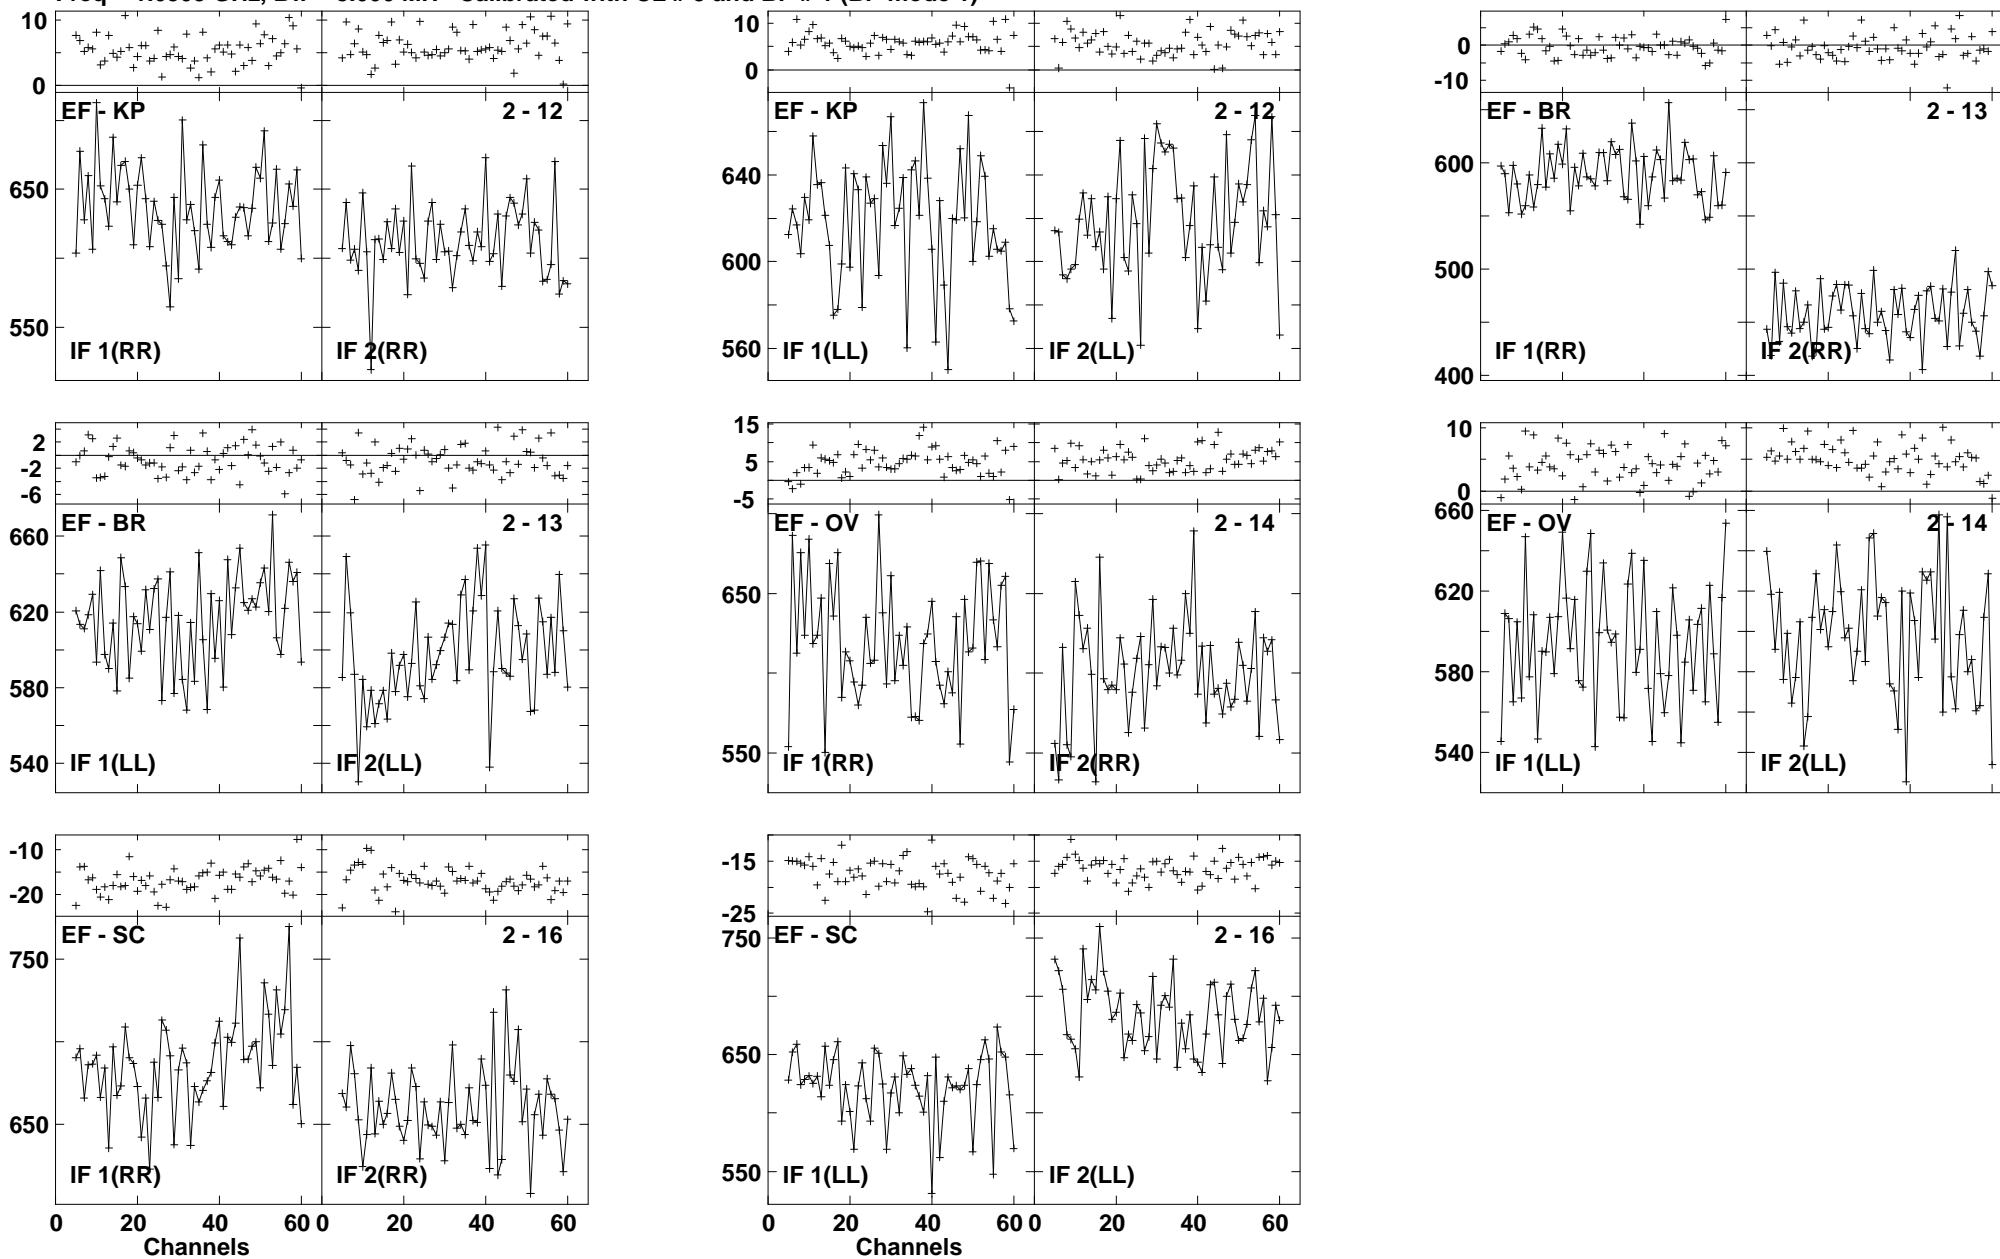 10
0
EF - KP
2 - 12
650
550
IF 1(RR)
IF 2(RR)
10
0
EF - KP
2 - 12
640
600
560
IF 1(LL)
IF 2(LL)
10
0
-10
EF - BR
2 - 13
600
500
400
IF 1(RR)
IF 2(RR)
2
-2
-6
EF - BR
2 - 13
660
620
580
540
IF 1(LL)
IF 2(LL)
15
5
-5
EF - OV
2 - 14
650
550
IF 1(RR)
IF 2(RR)
10
0
EF - OV
2 - 14
660
620
580
540
IF 1(LL)
IF 2(LL)
-10
-20
EF - SC
2 - 16
750
650
IF 1(RR)
IF 2(RR)
0 20 40 60 0 20 40 60
Channels
-15
-25
EF - SC
2 - 16
750
650
550
IF 1(LL)
IF 2(LL)
0 20 40 60 0 20 40 60
Channels